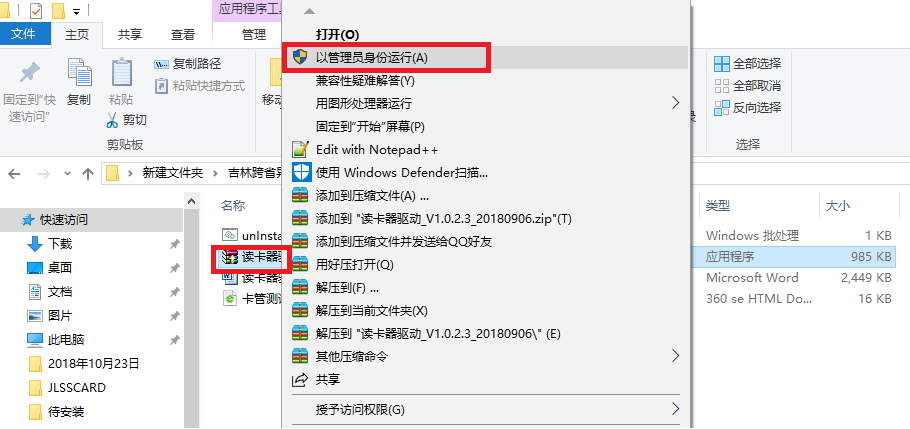 应用程序工具
文件 主页 共享 查看 管理
固定到“快速访问”
复制
粘贴
复制路径
粘贴快捷方式
剪切
剪贴板
移动
全部选择
全部取消
反向选择
选择
录
新建文件夹 吉林跨省异
快速访问
下载
桌面
文档
图片
此电脑
2018年10月23日
JLSSCARD
待安装
名称 类型 大小
unInsta Windows 批处理 1 KB
读卡器驱 应用程序 985 KB
读卡器驱 Microsoft Word 2,449 KB
卡管测试 360 se HTML Do... 16 KB
打开(O)
以管理员身份运行(A)
兼容性疑难解答(Y)
用图形处理器运行
固定到"开始"屏幕(P)
Edit with Notepad++
使用 Windows Defender扫描...
添加到压缩文件(A) ...
添加到 "读卡器驱动_V1.0.2.3_20180906.zip"(T)
添加到压缩文件并发送给QQ好友
用好压打开(Q)
解压到(F) ...
解压到当前文件夹(X)
解压到 "读卡器驱动_V1.0.2.3_20180906\" (E)
其他压缩命令
共享
授予访问权限(G)